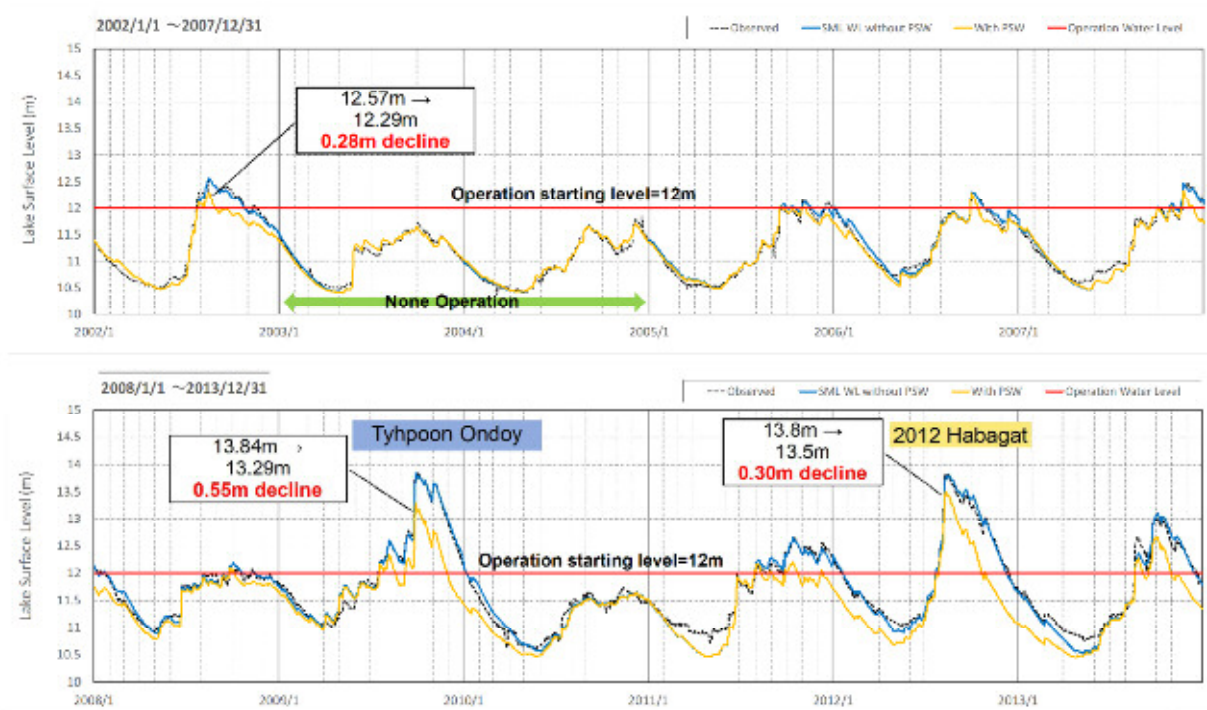 2002/1/1 ~2007/12/31
Observed SML WL without PSW With PSW Operation Water Level
15
14.5
14
13.5
13
12.5
12
11.5
11
10.5
10
Lake Surface Level (m)
12.57m →
12.29m
0.28m decline
Operation starting level=12m
None Operation
2002/1 2003/1 2004/1 2005/1 2006/1 2007/1
2008/1/1 ~2013/12/31
Observed SML WL without PSW With PSW Operation Water Level
15
14.5
14
13.5
13
12.5
12
11.5
11
10.5
10
Lake Surface Level (m)
Tyhpoon Ondoy
13.84m →
13.29m
0.55m decline
13.8m →
13.5m
0.30m decline
2012 Habagat
Operation starting level=12m
2008/1 2009/1 2010/1 2011/1 2012/1 2013/1